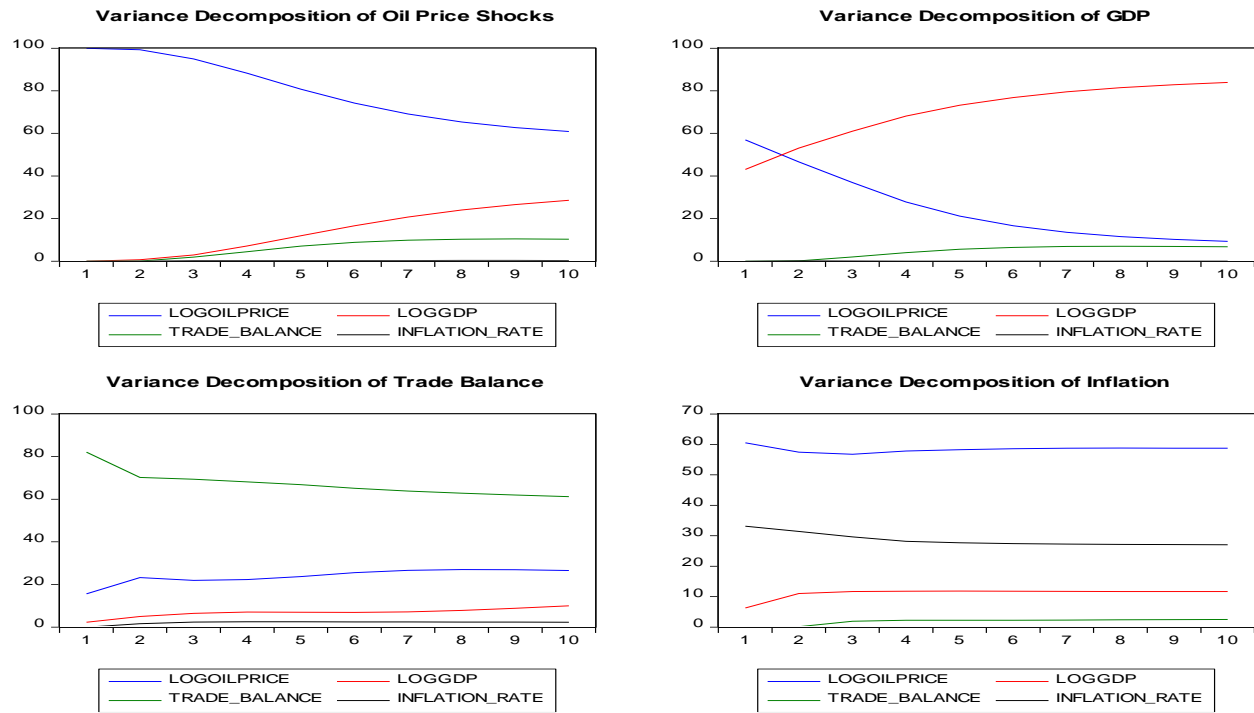 Variance Decomposition of Oil Price Shocks
100
80
60
40
20
0
1 2 3 4 5 6 7 8 9 10
LOGOILPRICE LOGGDP
TRADE_BALANCE INFLATION_RATE
Variance Decomposition of GDP
100
80
60
40
20
0
1 2 3 4 5 6 7 8 9 10
LOGOILPRICE LOGGDP
TRADE_BALANCE INFLATION_RATE
Variance Decomposition of Trade Balance
100
80
60
40
20
0
1 2 3 4 5 6 7 8 9 10
LOGOILPRICE LOGGDP
TRADE_BALANCE INFLATION_RATE
Variance Decomposition of Inflation
70
60
50
40
30
20
10
0
1 2 3 4 5 6 7 8 9 10
LOGOILPRICE LOGGDP
TRADE_BALANCE INFLATION_RATE